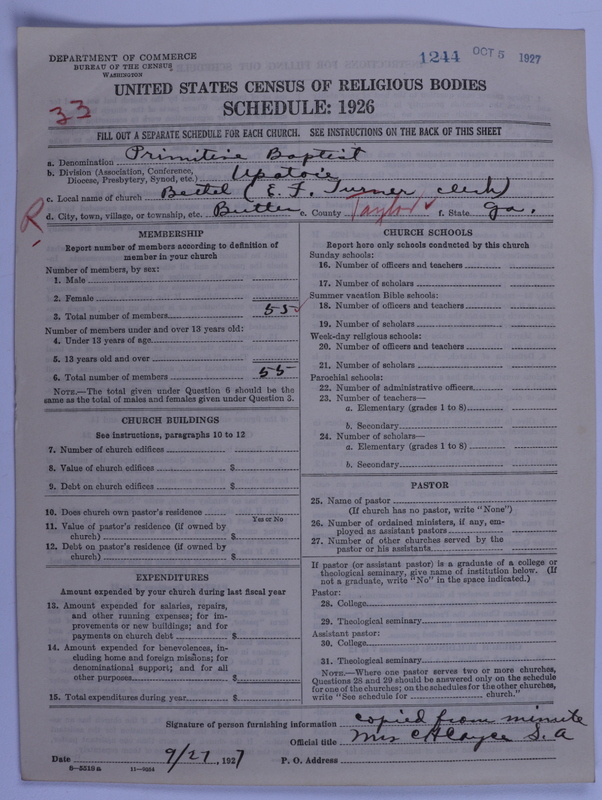 DEPARTMENT OF COMMERCE
BUREAU OF THE CENSUS
WASHINGTON
1244 OCT 5 1927
UNITED STATES CENSUS OF RELIGIOUS BODIES
SCHEDULE: 1926
33
FILL OUT A SEPARATE SCHEDULE FOR EACH CHURCH. SEE INSTRUCTIONS ON THE BACK OF THIS SHEET
a. Denomination Primitive Baptist
b. Division (Association, Conference, Diocese, Presbytery, Synod, etc.) Upatoie
c. Local name of church (E. F. Turner clerk)
R
d. City, town, village, or township, etc. Butler e. County Taylor f. State Ga.
MEMBERSHIP
Report number of members according to definition of
member in your church
Number of members, by sex:
1. Male
2. Female
3. Total number of members 55
Number of members under and over 13 years old:
4. Under 13 years of age
5. 13 years old and over
6. Total number of members 55
NOTE.—The total given under Question 6 should be the
same as the total of males and females given under Question 3.
CHURCH BUILDINGS
See instructions, paragraphs 10 to 12
7. Number of church edifices
8. Value of church edifices $
9. Debt on church edifices $
10. Does church own pastor's residence
Yes or No
11. Value of pastor's residence (if owned by
church) $
12. Debt on pastor's residence (if owned by
church) $
EXPENDITURES
Amount expended by your church during last fiscal year
13. Amount expended for salaries, repairs,
and other running expenses; for im-
provements or new buildings; and for
payments on church debt $
14. Amount expended for benevolences, in-
cluding home and foreign missions; for
denominational support; and for all
other purposes $
15. Total expenditures during year $
CHURCH SCHOOLS
Report here only schools conducted by this church
Sunday schools:
16. Number of officers and teachers
17. Number of scholars
Summer vacation Bible schools:
18. Number of officers and teachers
19. Number of scholars
Week-day religious schools:
20. Number of officers and teachers
21. Number of scholars
Parochial schools:
22. Number of administrative officers
23. Number of teachers—
a. Elementary (grades 1 to 8)
b. Secondary
24. Number of scholars—
a. Elementary (grades 1 to 8)
b. Secondary
PASTOR
25. Name of pastor
(If church has no pastor, write "None")
26. Number of ordained ministers, if any, em-
ployed as assistant pastors
27. Number of other churches served by the
pastor or his assistants
If pastor (or assistant pastor) is a graduate of a college or
theological seminary, give name of institution below. (If
not a graduate, write "No" in the space indicated.)
Pastor:
28. College
29. Theological seminary
Assistant pastor:
30. College
31. Theological seminary
NOTE.—Where one pastor serves two or more churches,
Questions 28 and 29 should be answered only on the schedule
for one of the churches; on the schedules for the other churches,
write "See schedule for church."
Signature of person furnishing information copied from minute
Official title Mrs C H Cayce S. A
Date 9/27, 1927 P. O. Address
8—5519a 11—9264